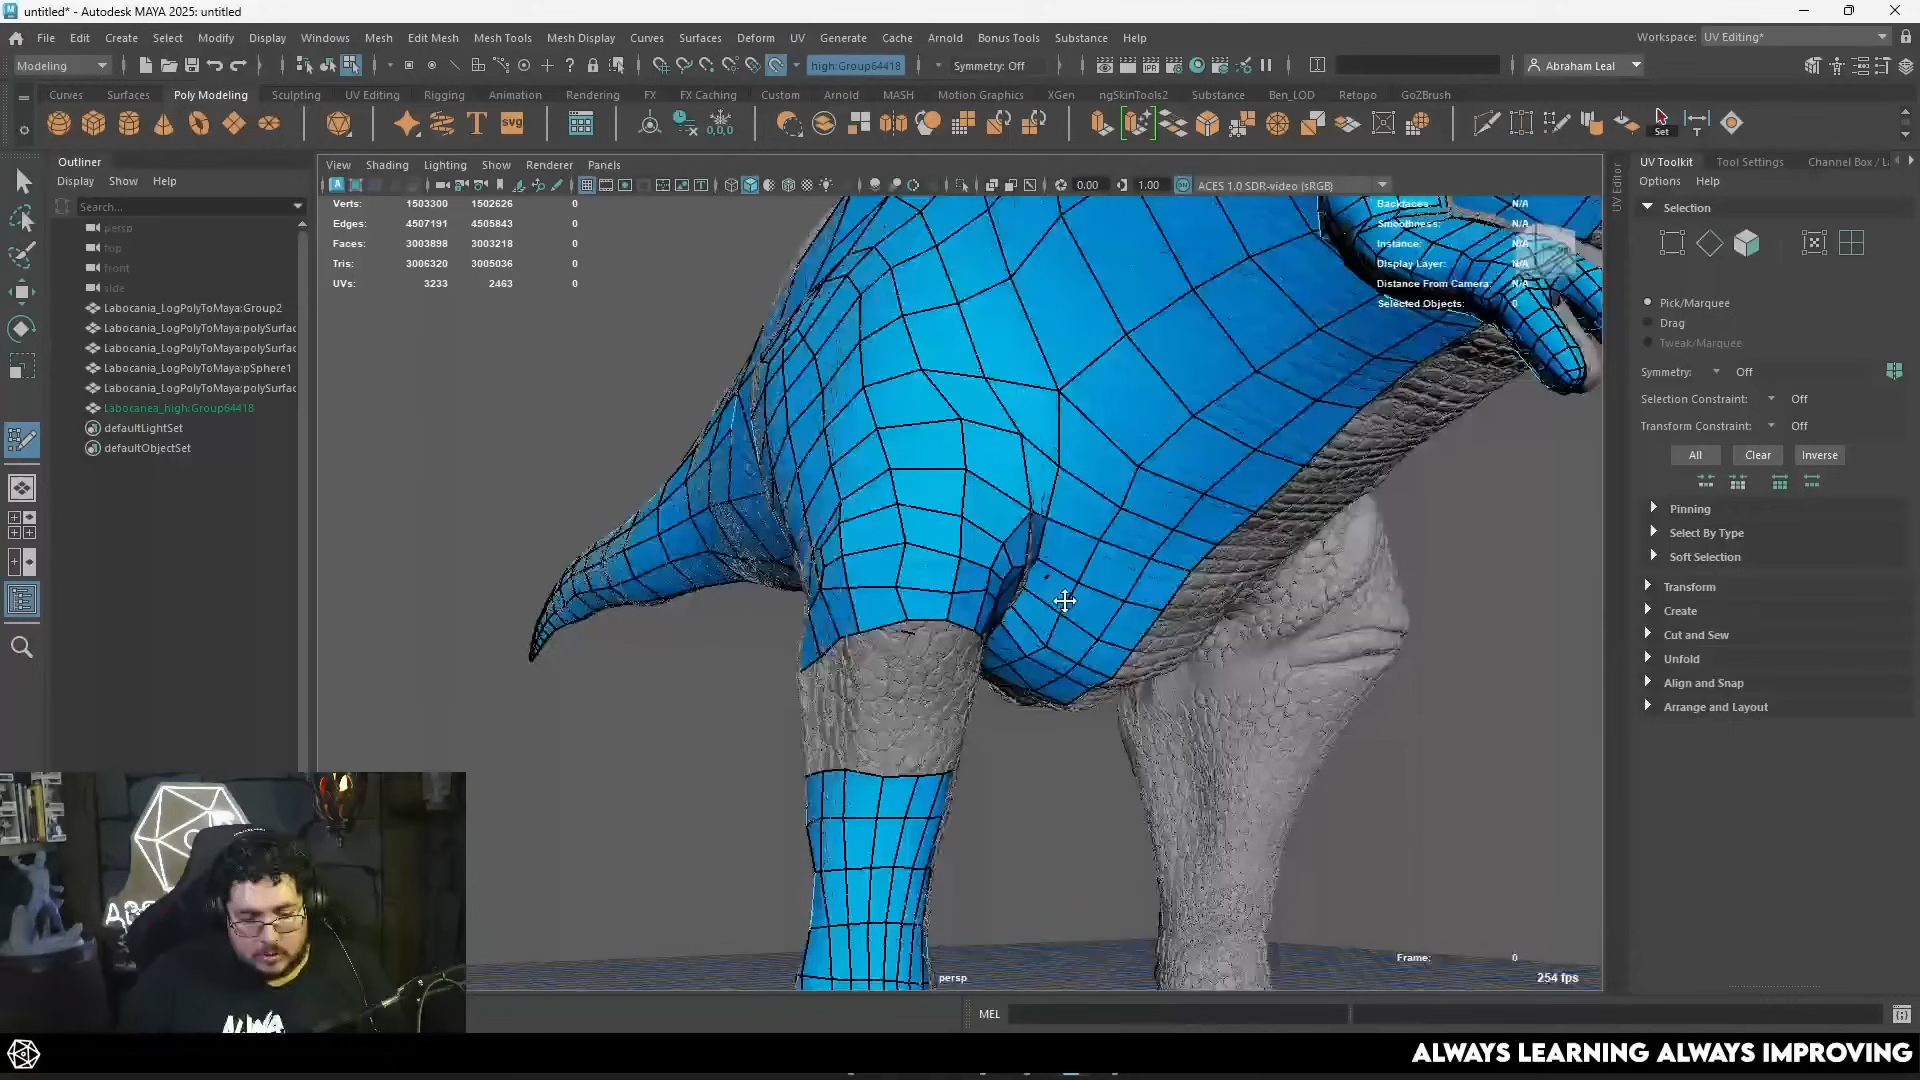 untitled* - Autodesk MAYA 2025: untitled
File Edit Create Select Modify Display Windows Mesh Edit Mesh Mesh Tools Mesh Display Curves Surfaces Deform UV Generate Cache Arnold Bonus Tools Substance Help
Workspace: UV Editing*
Modeling
high:Group64418
Symmetry: Off
Abraham Leal
Curves Surfaces Poly Modeling Sculpting UV Editing Rigging Animation Rendering FX FX Caching Custom Arnold MASH Motion Graphics XGen ngSkinTools2 Substance Ben_LOD Retopo GoZBrush
svg
0,0,0
IPR
Set
Outliner
Display Show Help
Search...
persp
top
front
side
Labocania_LogPolyToMaya:Group2
Labocania_LogPolyToMaya:polySurfac
Labocania_LogPolyToMaya:polySurfac
Labocania_LogPolyToMaya:pSphere1
Labocania_LogPolyToMaya:polySurfac
Labocanea_high:Group64418
defaultLightSet
defaultObjectSet
View Shading Lighting Show Renderer Panels
0.00 1.00 ACES 1.0 SDR-video (sRGB)
Verts: 1503300 1502626 0
Edges: 4507191 4505843 0
Faces: 3003898 3003218 0
Tris: 3006320 3005036 0
UVs: 3233 2463 0
Backfaces: N/A
Smoothness: N/A
Instance: N/A
Display Layer: N/A
Distance From Camera: N/A
Selected Objects: 0
Frame: 0
254 fps
persp
UV Editor
UV Toolkit Tool Settings Channel Box / La
Options Help
Selection
Pick/Marquee
Drag
Tweak/Marquee
Symmetry: Off
Selection Constraint: Off
Transform Constraint: Off
All Clear Inverse
Pinning
Select By Type
Soft Selection
Transform
Create
Cut and Sew
Unfold
Align and Snap
Arrange and Layout
MEL
ALWAYS LEARNING ALWAYS IMPROVING